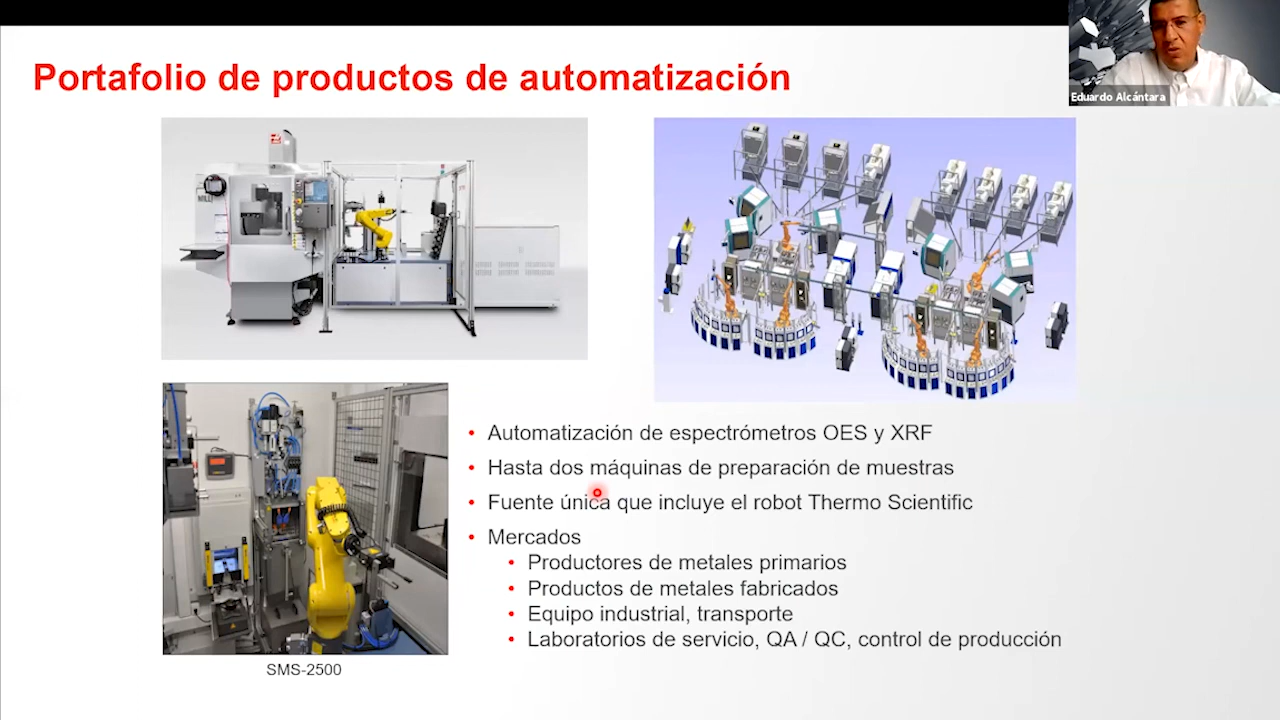 Eduardo Alcántara
Portafolio de productos de automatización
Automatización de espectrómetros OES y XRF
Hasta dos máquinas de preparación de muestras
Fuente única que incluye el robot Thermo Scientific
Mercados
Productores de metales primarios
Productos de metales fabricados
Equipo industrial, transporte
Laboratorios de servicio, QA / QC, control de producción
SMS-2500